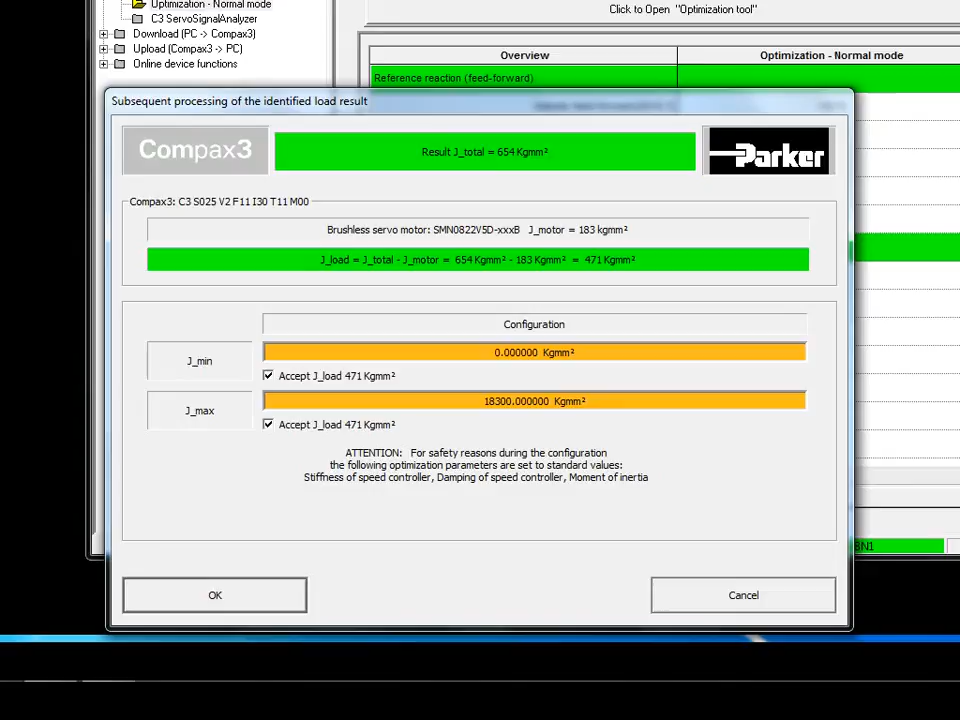 Optimization - Normal mode
C3 ServoSignalAnalyzer
Download (PC -> Compax3)
Upload (Compax3 -> PC)
Online device functions
Click to Open "Optimization tool"
Overview
Optimization - Normal mode
Reference reaction (feed-forward)
Subsequent processing of the identified load result
Compax3
Result J_total = 654 Kgmm²
Parker
Compax3: C3 S025 V2 F11 I30 T11 M00
Brushless servo motor: SMN0822V5D-xxxB J_motor = 183 kgmm²
J_load = J_total - J_motor = 654 Kgmm² - 183 Kgmm² = 471 Kgmm²
Configuration
J_min
0.000000 Kgmm²
Accept J_load 471 Kgmm²
J_max
18300.000000 Kgmm²
Accept J_load 471 Kgmm²
ATTENTION: For safety reasons during the configuration
the following optimization parameters are set to standard values:
Stiffness of speed controller, Damping of speed controller, Moment of inertia
OK
Cancel